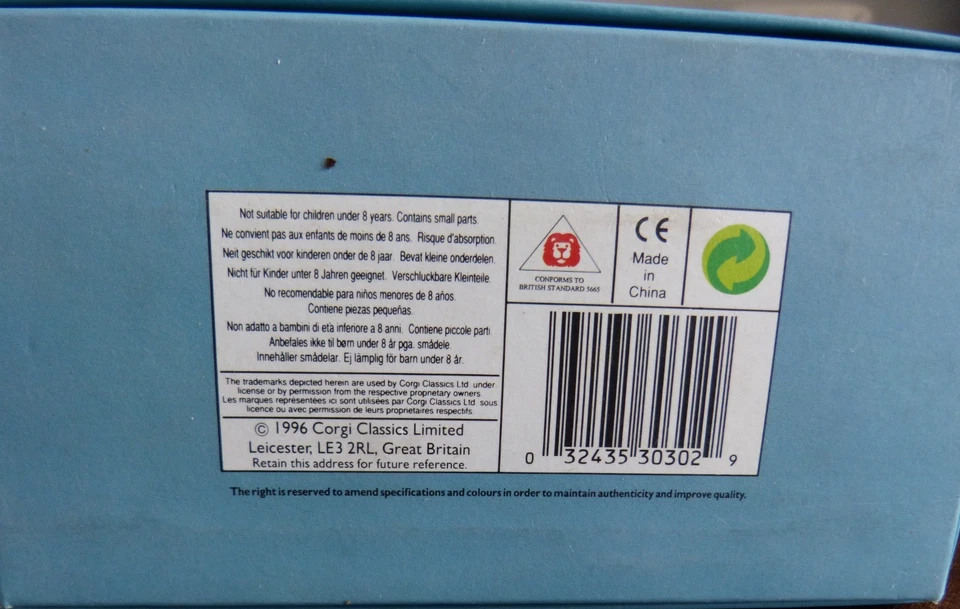 Not suitable for children under 8 years. Contains small parts.
Ne convient pas aux enfants de moins de 8 ans. Risque d'absorption.
Neit geschikt voor kinderen onder de 8 jaar. Bevat kleine onderdelen.
Nicht für Kinder unter 8 Jahren geeignet. Verschluckbare Kleinteile.
No recomendable para niños menores de 8 años.
Contiene piezas pequeñas.
Non adatto a bambini di età inferiore a 8 anni. Contiene piccole parti.
Anbefales ikke til børn under 8 år pga. smådele.
Innehåller smådelar. Ej lämplig för barn under 8 år.
The trademarks depicted herein are used by Corgi Classics Ltd. under
license or by permission from the respective proprietary owners.
Les marques représentées ici sont utilisées par Corgi Classics Ltd. sous
licence ou avec permission de leurs propriétaires respectifs.
© 1996 Corgi Classics Limited
Leicester, LE3 2RL, Great Britain
Retain this address for future reference.
CONFORMS TO
BRITISH STANDARD 5665
CE
Made
in
China
0 32435 30302 9
The right is reserved to amend specifications and colours in order to maintain authenticity and improve quality.